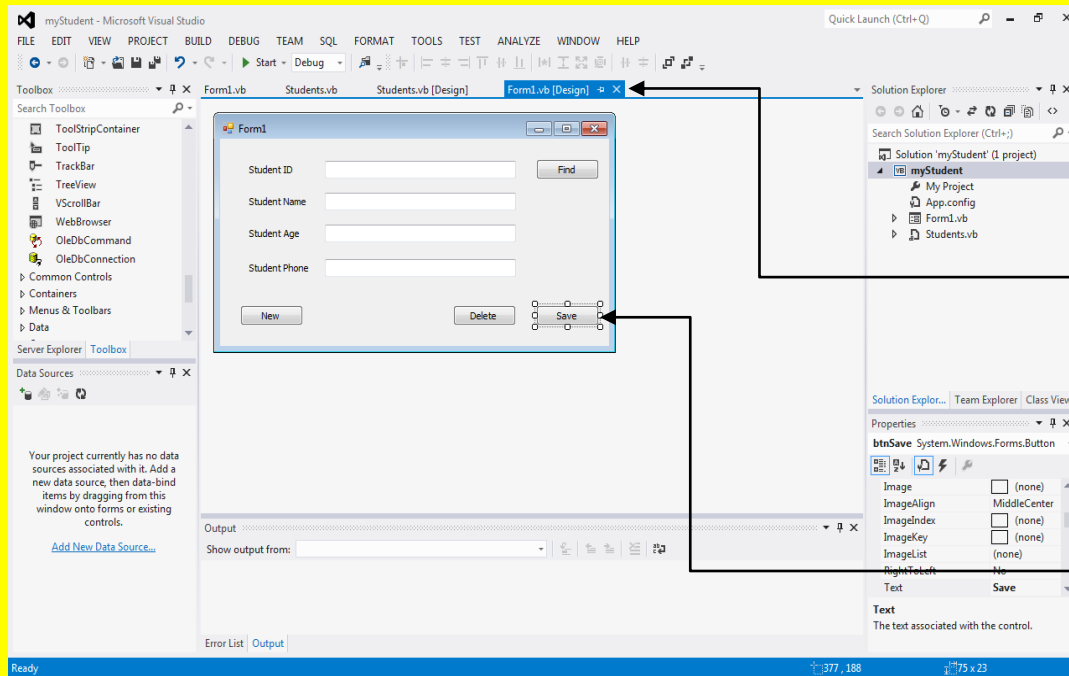 myStudent - Microsoft Visual Studio
Quick Launch (Ctrl+Q)
FILE EDIT VIEW PROJECT BUILD DEBUG TEAM SQL FORMAT TOOLS TEST ANALYZE WINDOW HELP
Start Debug
Toolbox
Search Toolbox
ToolStripContainer
ToolTip
TrackBar
TreeView
VScrollBar
WebBrowser
OleDbCommand
OleDbConnection
Common Controls
Containers
Menus & Toolbars
Data
Server Explorer Toolbox
Data Sources
Your project currently has no data
sources associated with it. Add a
new data source, then data-bind
items by dragging from this
window onto forms or existing
controls.
Add New Data Source...
Form1.vb Students.vb Students.vb [Design] Form1.vb [Design]
Form1
Student ID Find
Student Name
Student Age
Student Phone
New Delete Save
Output
Show output from:
Error List Output
Solution Explorer
Search Solution Explorer (Ctrl+;)
Solution 'myStudent' (1 project)
VB myStudent
My Project
App.config
Form1.vb
Students.vb
Solution Explor... Team Explorer Class View
Properties
btnSave System.Windows.Forms.Button
Image (none)
ImageAlign MiddleCenter
ImageIndex (none)
ImageKey (none)
ImageList (none)
RightToLeft No
Text Save
Text
The text associated with the control.
Ready 377 , 188 75 x 23